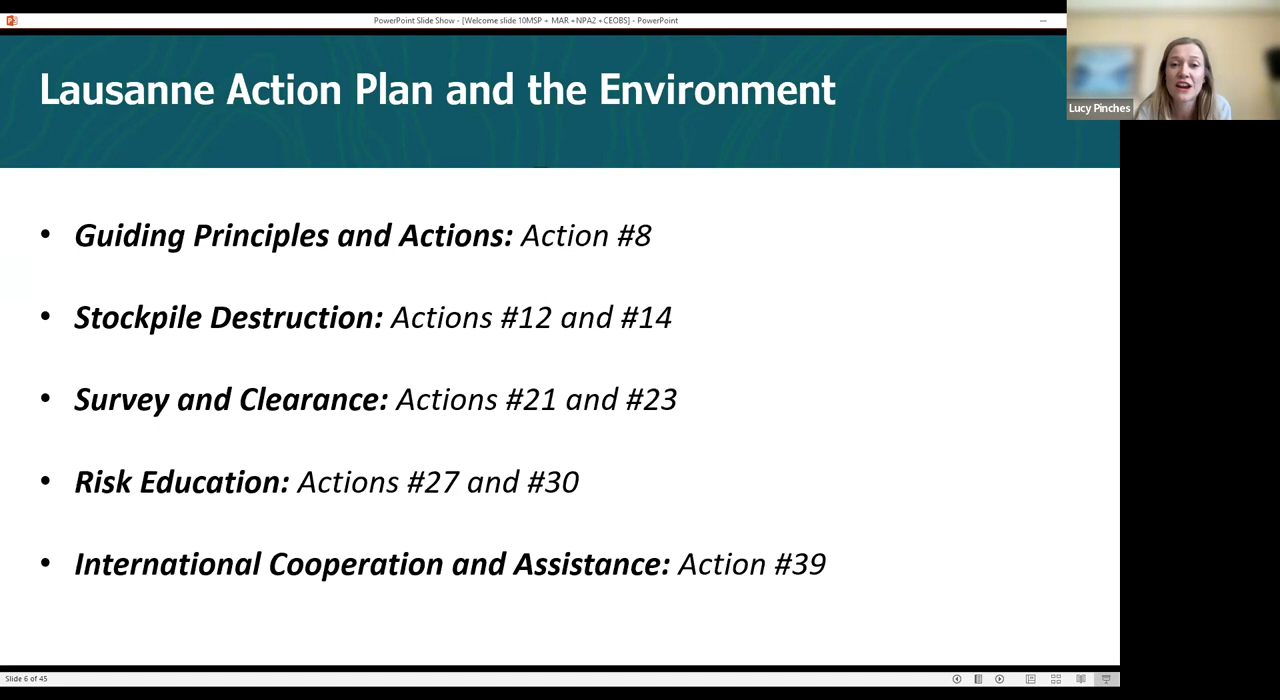 PowerPoint Slide Show - [Welcome slide 10MSP + MAR +NPA2 +CEOBS] - PowerPoint
Lausanne Action Plan and the Environment
Lucy Pinches
• Guiding Principles and Actions: Action #8
• Stockpile Destruction: Actions #12 and #14
• Survey and Clearance: Actions #21 and #23
• Risk Education: Actions #27 and #30
• International Cooperation and Assistance: Action #39
Slide 6 of 45